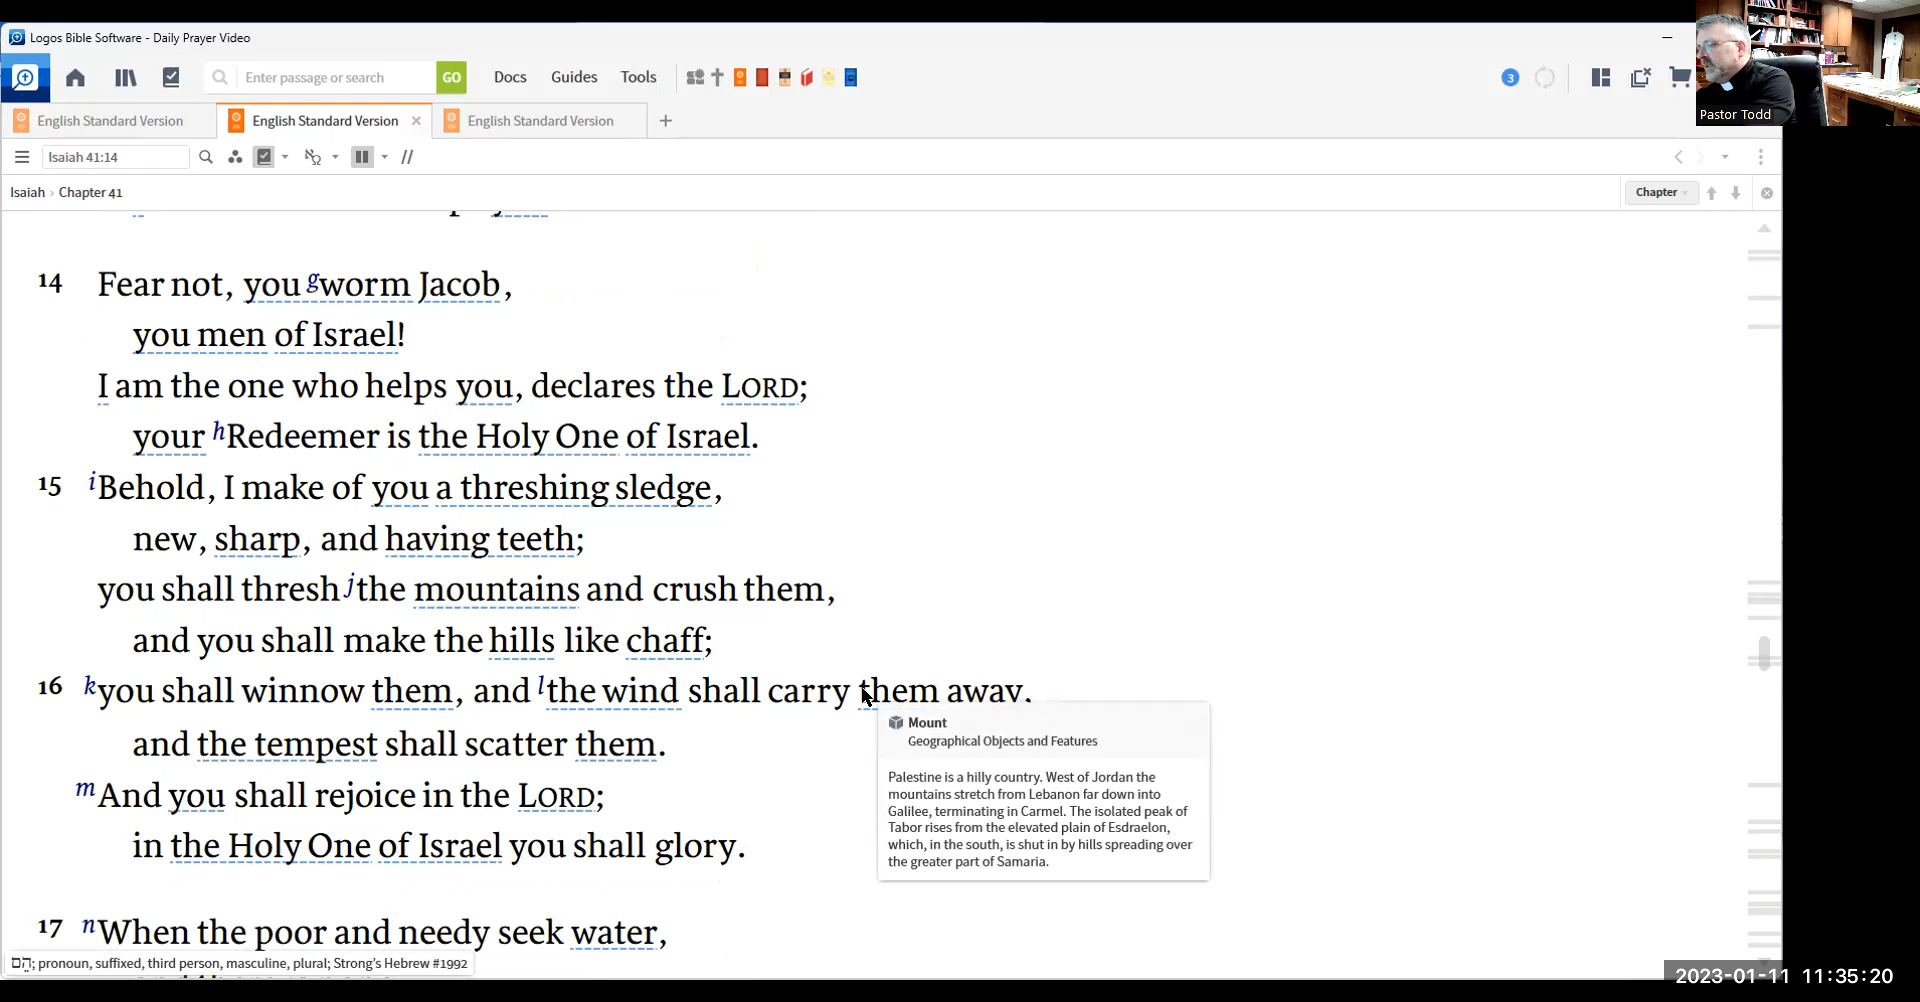 Logos Bible Software - Daily Prayer Video
Enter passage or search
GO
Docs
Guides
Tools
3
Pastor Todd
English Standard Version
English Standard Version
English Standard Version
Isaiah 41:14
Isaiah › Chapter 41
Chapter
14 Fear not, you gworm Jacob,
you men of Israel!
I am the one who helps you, declares the LORD;
your hRedeemer is the Holy One of Israel.
15 iBehold, I make of you a threshing sledge,
new, sharp, and having teeth;
you shall thresh jthe mountains and crush them,
and you shall make the hills like chaff;
16 kyou shall winnow them, and lthe wind shall carry them away,
and the tempest shall scatter them.
mAnd you shall rejoice in the LORD;
in the Holy One of Israel you shall glory.
17 nWhen the poor and needy seek water,
Mount
Geographical Objects and Features
Palestine is a hilly country. West of Jordan the
mountains stretch from Lebanon far down into
Galilee, terminating in Carmel. The isolated peak of
Tabor rises from the elevated plain of Esdraelon,
which, in the south, is shut in by hills spreading over
the greater part of Samaria.
הֵם; pronoun, suffixed, third person, masculine, plural; Strong's Hebrew #1992
2023-01-11 11:35:20